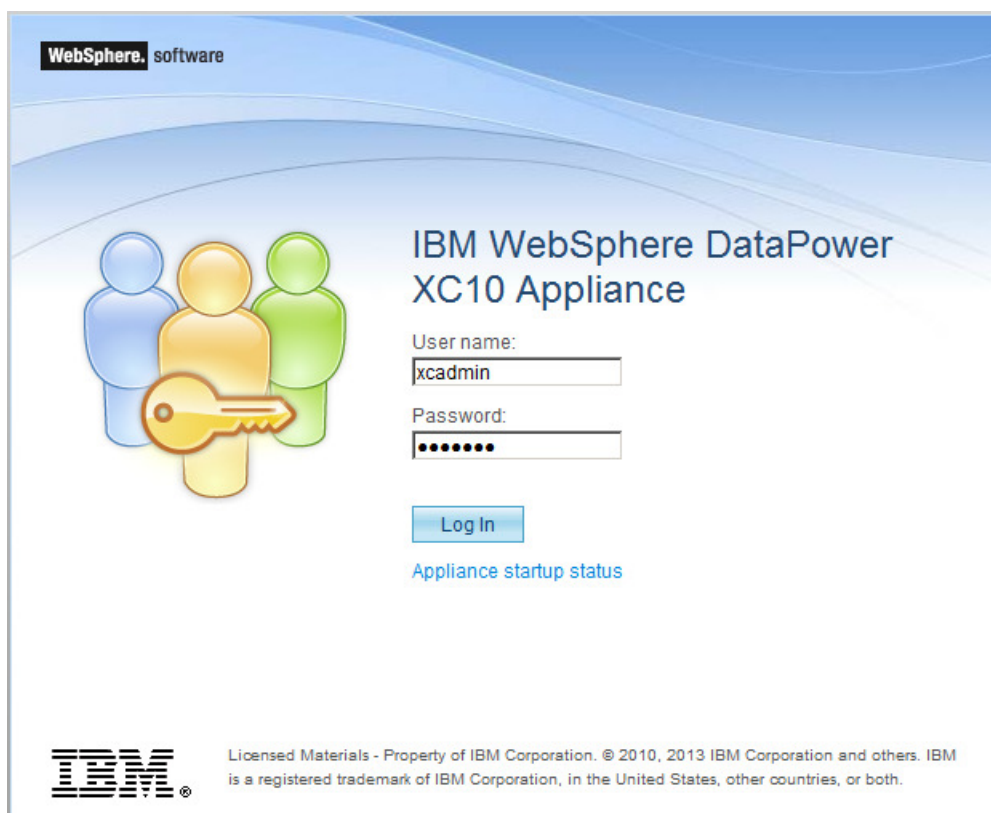 WebSphere. software
IBM WebSphere DataPower
XC10 Appliance
User name:
xcadmin
Password:
●●●●●●●
Log In
Appliance startup status
IBM®
Licensed Materials - Property of IBM Corporation. © 2010, 2013 IBM Corporation and others. IBM
is a registered trademark of IBM Corporation, in the United States, other countries, or both.